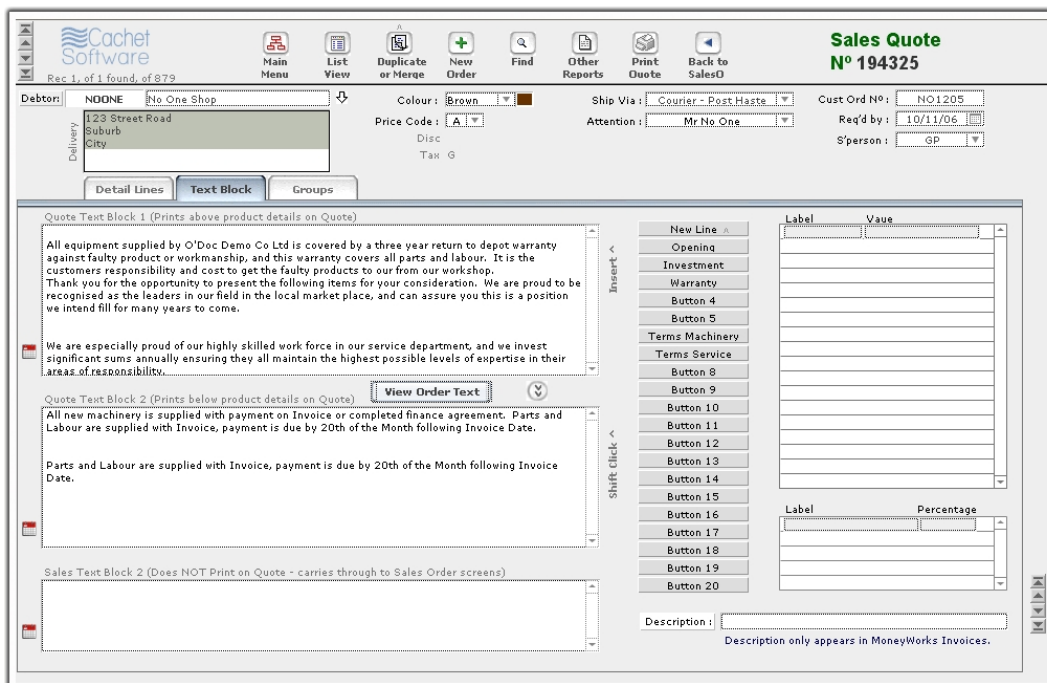 Cachet
Software
Rec 1, of 1 found, of 879
Main
Menu
List
View
Duplicate
or Merge
New
Order
Find
Other
Reports
Print
Quote
Back to
SalesO
Sales Quote
Nº 194325
Debtor: NOONE No One Shop
Delivery
123 Street Road
Suburb
City
Colour: Brown
Price Code: A
Disc
Tax G
Ship Via: Courier - Post Haste
Attention: Mr No One
Cust Ord Nº: NO1205
Req'd by: 10/11/06
S'person: GP
Detail Lines
Text Block
Groups
Quote Text Block 1 (Prints above product details on Quote)
All equipment supplied by O'Doc Demo Co Ltd is covered by a three year return to depot warranty
against faulty product or workmanship, and this warranty covers all parts and labour. It is the
customers responsibility and cost to get the faulty products to our from our workshop.
Thank you for the opportunity to present the following items for your consideration. We are proud to be
recognised as the leaders in our field in the local market place, and can assure you this is a position
we intend fill for many years to come.
We are especially proud of our highly skilled work force in our service department, and we invest
significant sums annually ensuring they all maintain the highest possible levels of expertise in their
areas of responsibility.
View Order Text
Quote Text Block 2 (Prints below product details on Quote)
All new machinery is supplied with payment on Invoice or completed finance agreement. Parts and
Labour are supplied with Invoice, payment is due by 20th of the Month following Invoice Date.
Parts and Labour are supplied with Invoice, payment is due by 20th of the Month following Invoice
Date.
Sales Text Block 2 (Does NOT Print on Quote - carries through to Sales Order screens)
Insert <
Shift Click <
New Line
Opening
Investment
Warranty
Button 4
Button 5
Terms Machinery
Terms Service
Button 8
Button 9
Button 10
Button 11
Button 12
Button 13
Button 14
Button 15
Button 16
Button 17
Button 18
Button 19
Button 20
Label Vaue
Label Percentage
Description:
Description only appears in MoneyWorks Invoices.